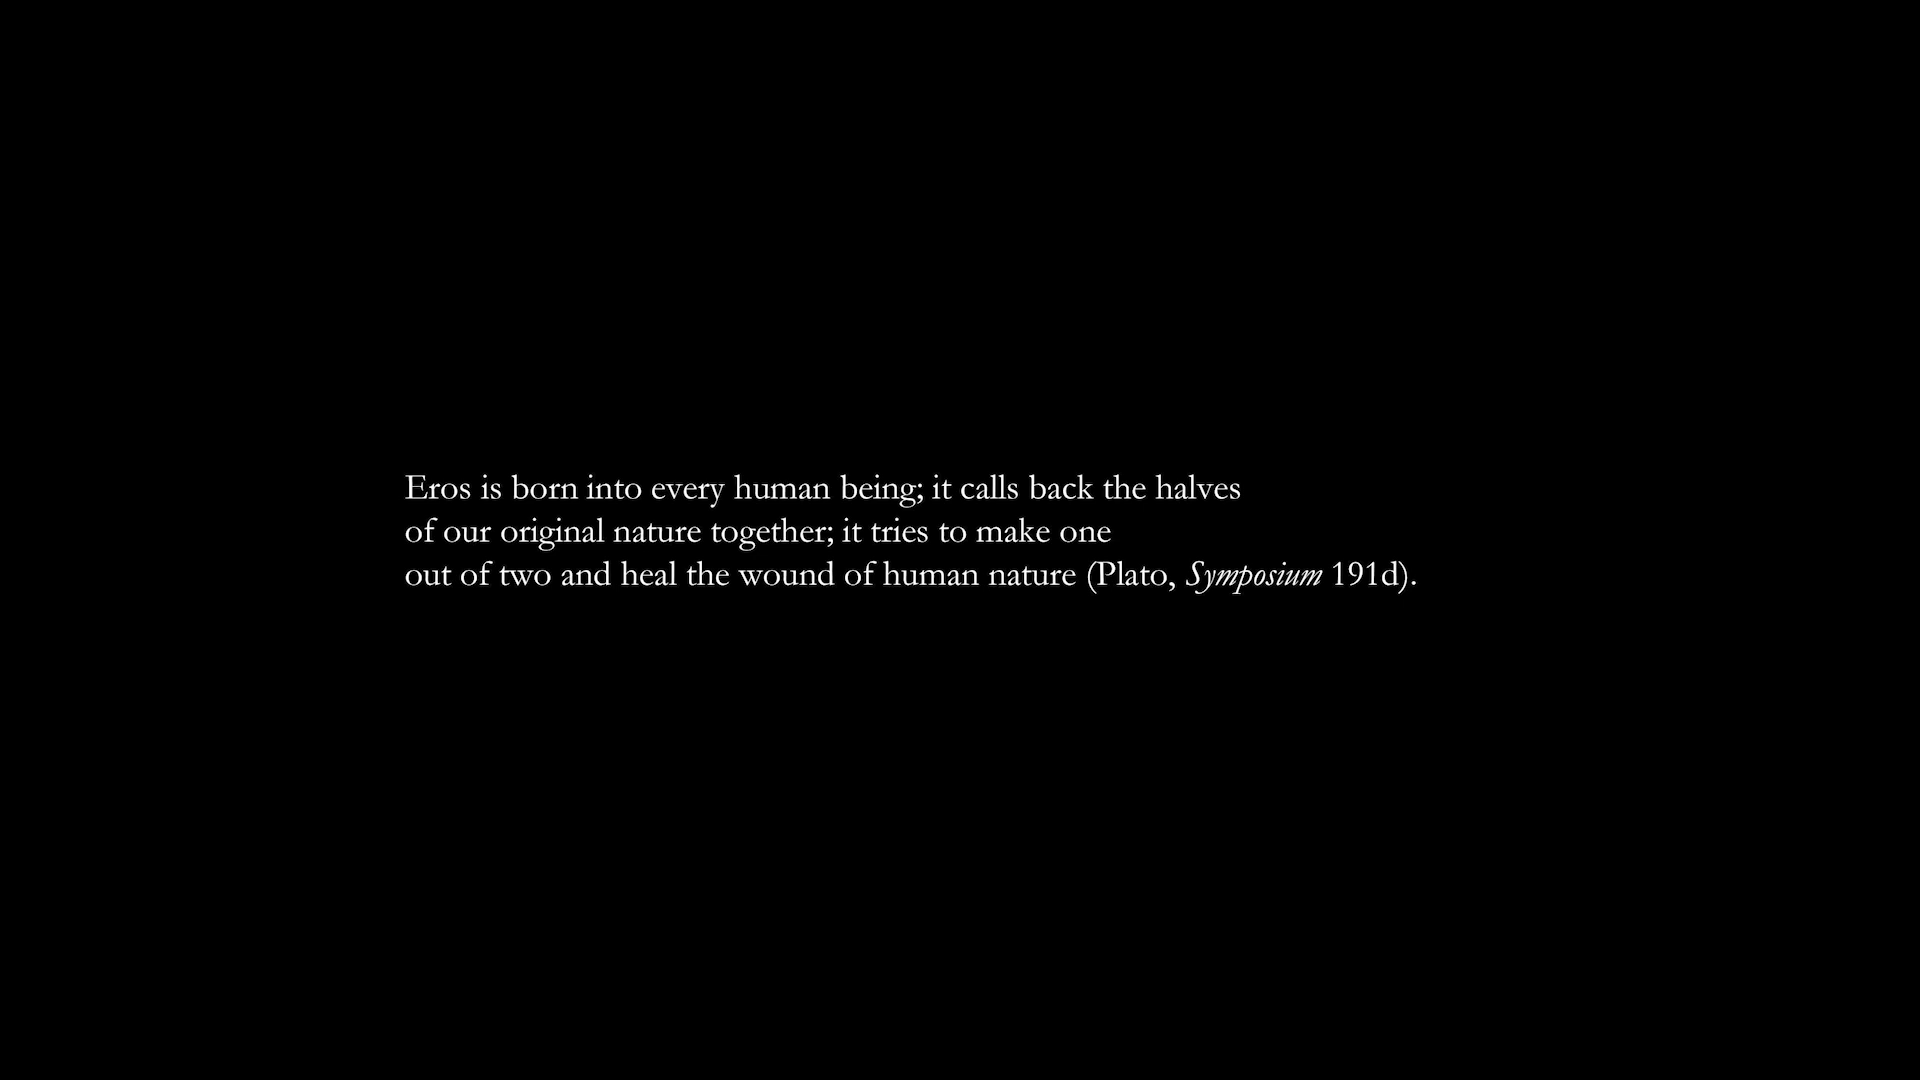 Eros is born into every human being; it calls back the halves
of our original nature together; it tries to make one
out of two and heal the wound of human nature (Plato, Symposium 191d).